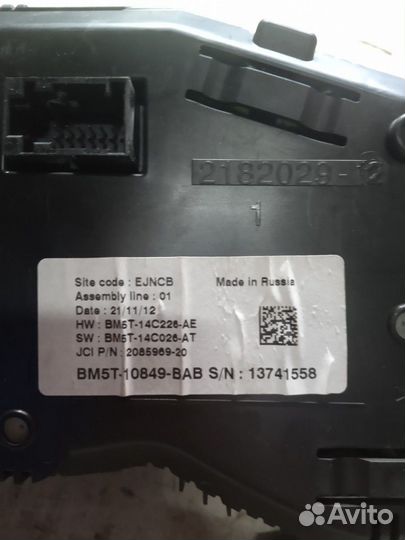 2182029-12
1
Site code : EJNCB Made in Russia
Assembly line : 01
Date : 21/11/12
HW : BM5T-14C226-AE
SW : BM5T-14C026-AT
JCI P/N : 2085969-20
BM5T-10849-BAB S/N : 13741558
Avito